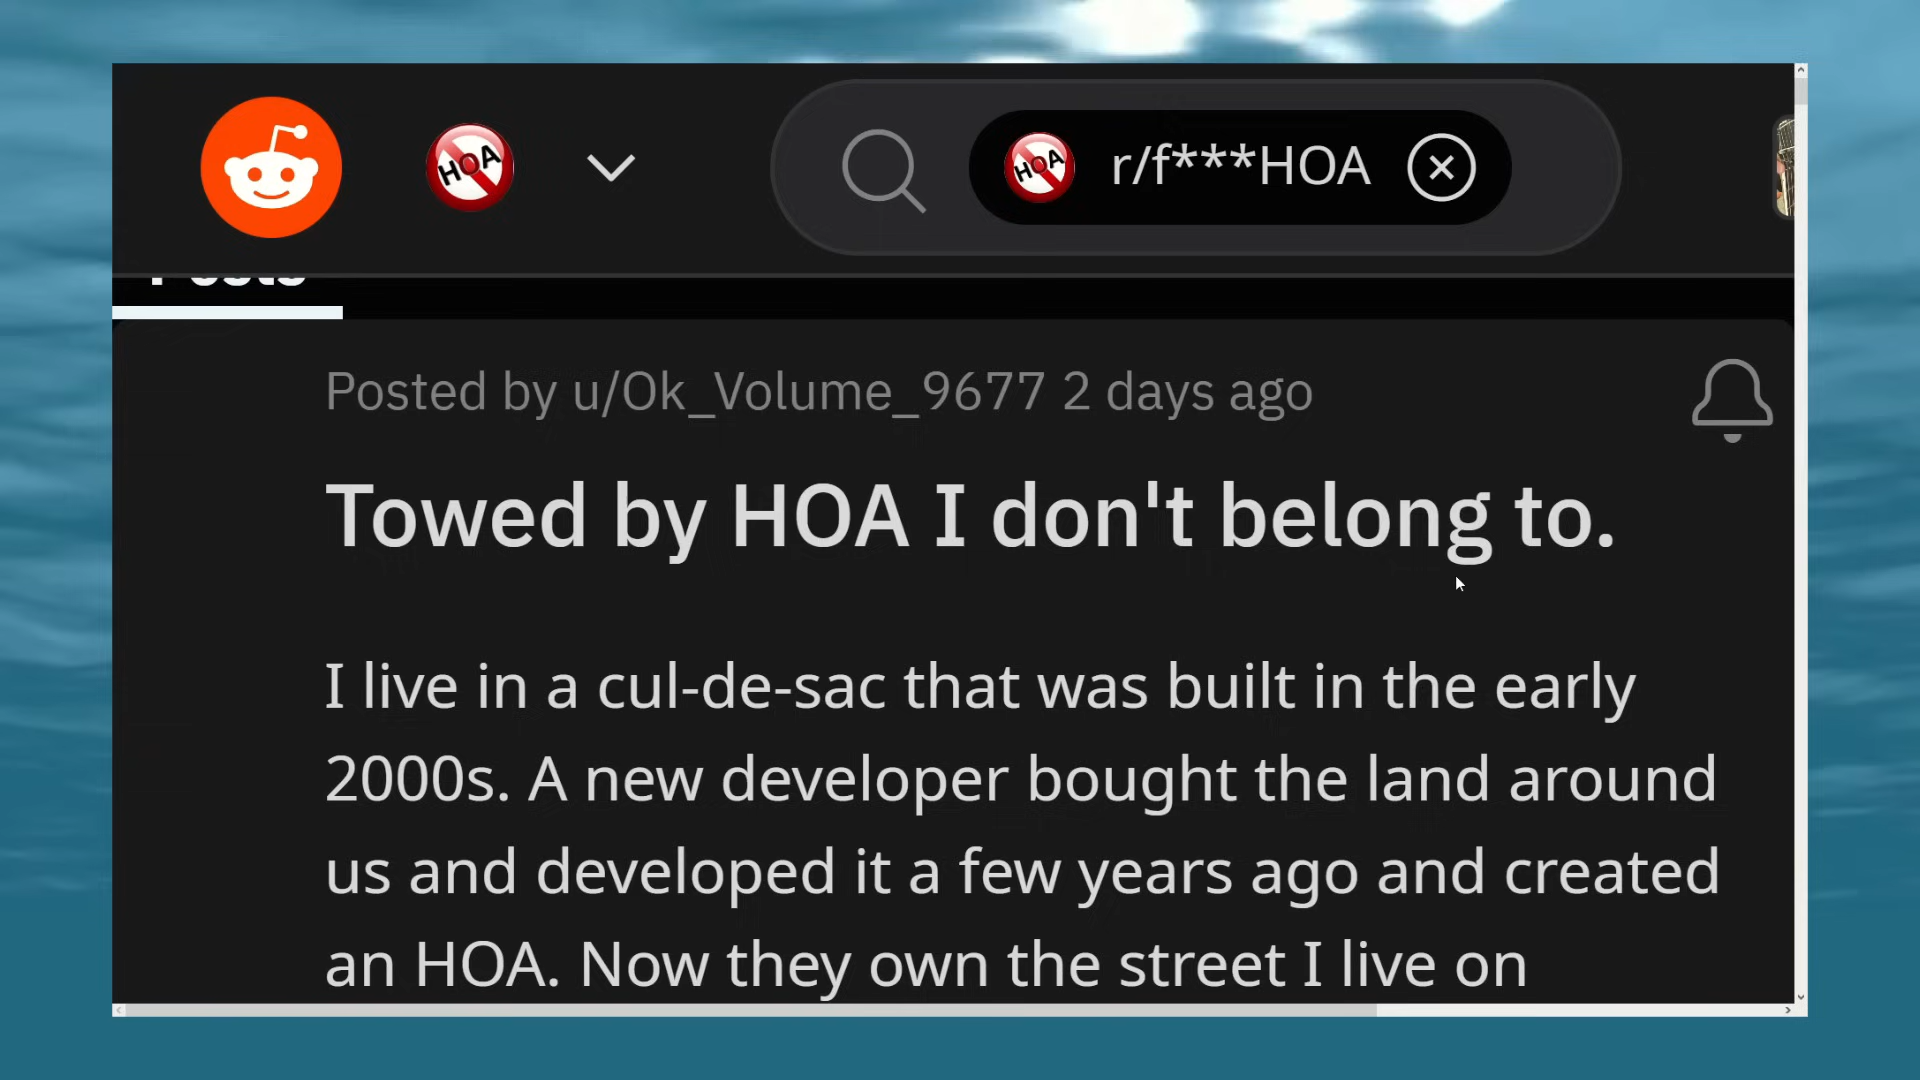 HOA
HOA r/f***HOA
Posts
Posted by u/Ok_Volume_9677 2 days ago
Towed by HOA I don't belong to.
I live in a cul-de-sac that was built in the early
2000s. A new developer bought the land around
us and developed it a few years ago and created
an HOA. Now they own the street I live on